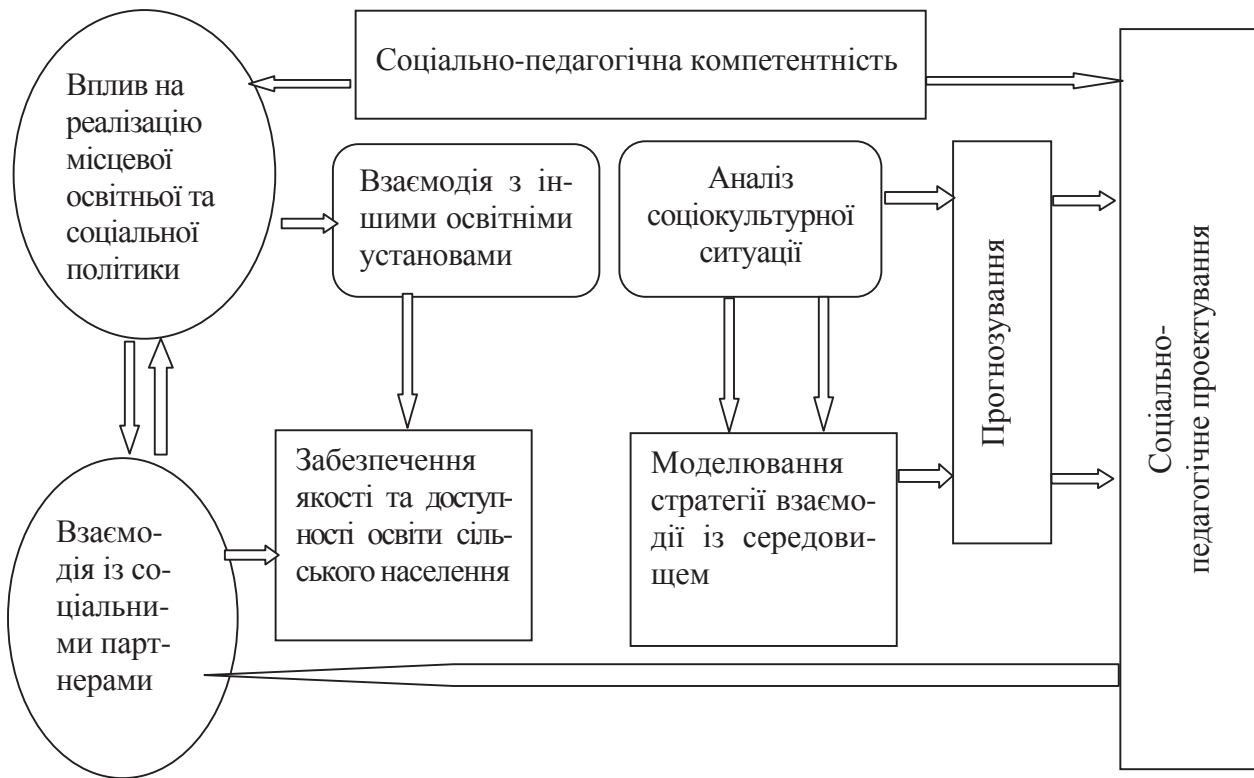 Соціально-педагогічна компетентність
Вплив на
реалізацію
місцевої
освітньої та
соціальної
політики
Взаємодія з ін-
шими освітніми
установами
Аналіз
соціокультурної
ситуації
Прогнозування
Соціально-
педагогічне проектування
Забезпечення
якості та доступ-
ності освіти сіль-
ського населення
Моделювання
стратегії взаємо-
дії із середови-
щем
Взаємо-
дія із со-
ціальни-
ми парт-
нерами